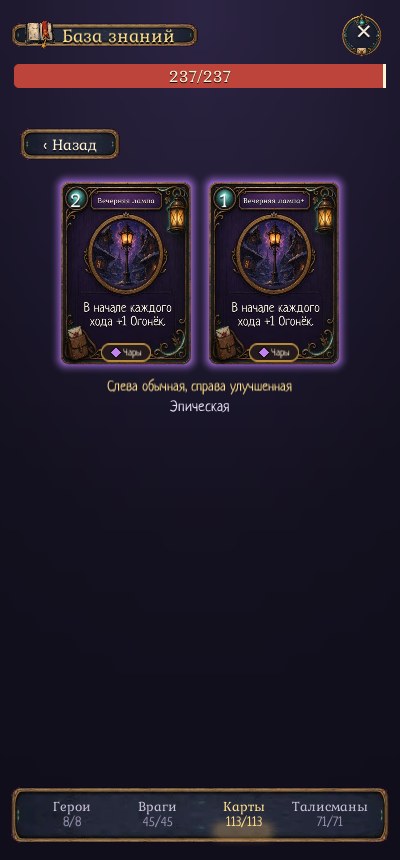 База знаний
237/237
‹ Назад
2
Вечерняя лампа
1
Вечерняя лампа+
В начале каждого
хода +1 Огонёк.
В начале каждого
хода +1 Огонёк.
Чары
Чары
Слева обычная, справа улучшенная
Эпическая
Герои
8/8
Враги
45/45
Карты
113/113
Талисманы
71/71